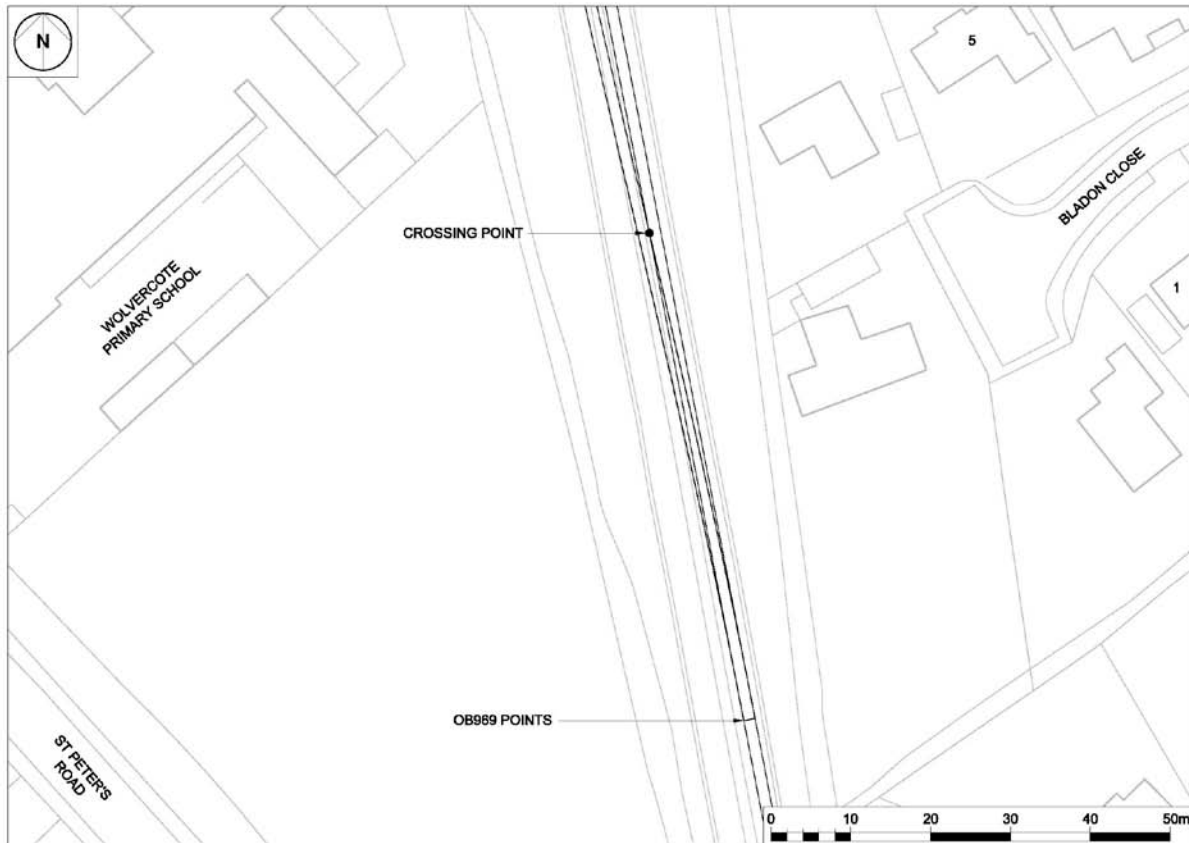 N
5
BLADON CLOSE
CROSSING POINT
WOLVERCOTE
PRIMARY SCHOOL
1
OB989 POINTS
ST PETER'S
ROAD
0 10 20 30 40 50m